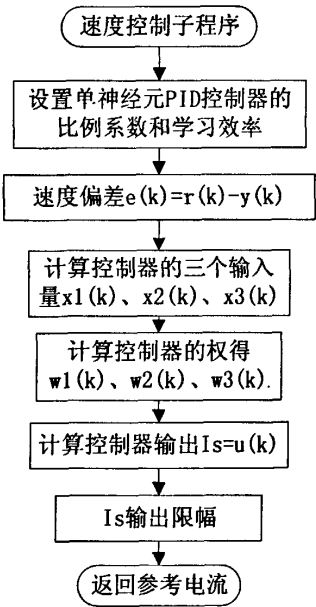 速度控制子程序
设置单神经元PID控制器的
比例系数和学习效率
速度偏差e(k)=r(k)-y(k)
计算控制器的三个输入
量x1(k)、x2(k)、x3(k)
计算控制器的权得
w1(k)、w2(k)、w3(k).
计算控制器输出Is=u(k)
Is输出限幅
返回参考电流